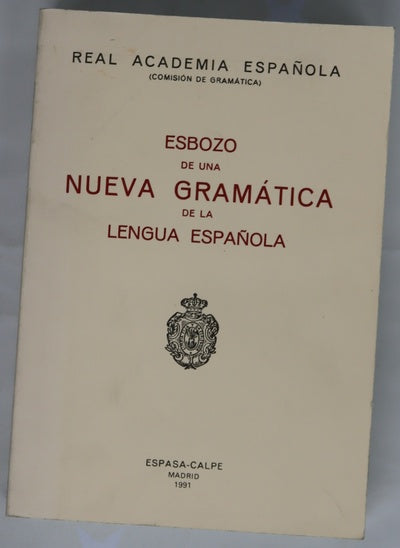 REAL ACADEMIA ESPAÑOLA
(COMISIÓN DE GRAMÁTICA)
ESBOZO
DE UNA
NUEVA GRAMÁTICA
DE LA
LENGUA ESPAÑOLA
ESPASA-CALPE
MADRID
1991